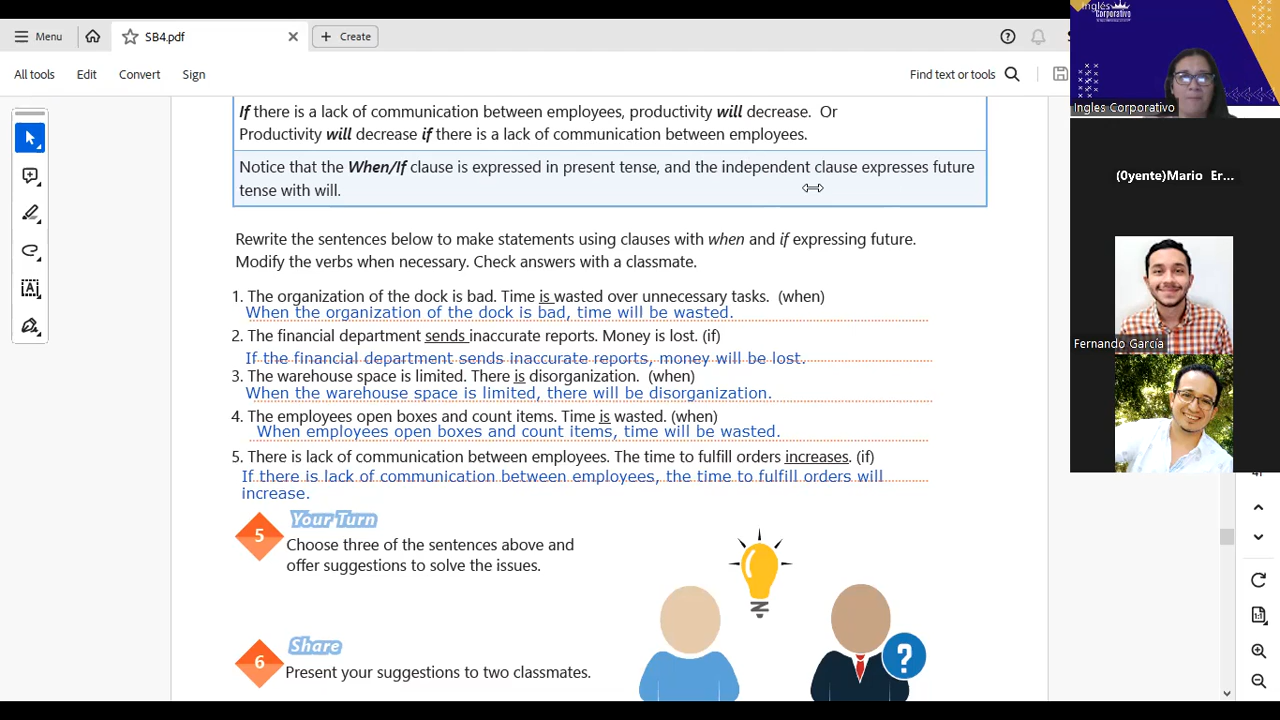 Menu
SB4.pdf
Create
All tools
Edit
Convert
Sign
Find text or tools
If there is a lack of communication between employees, productivity will decrease. Or
Productivity will decrease if there is a lack of communication between employees.
Notice that the When/If clause is expressed in present tense, and the independent clause expresses future
tense with will.
Rewrite the sentences below to make statements using clauses with when and if expressing future.
Modify the verbs when necessary. Check answers with a classmate.
1. The organization of the dock is bad. Time is wasted over unnecessary tasks. (when)
When the organization of the dock is bad, time will be wasted.
2. The financial department sends inaccurate reports. Money is lost. (if)
If the financial department sends inaccurate reports, money will be lost.
3. The warehouse space is limited. There is disorganization. (when)
When the warehouse space is limited, there will be disorganization.
4. The employees open boxes and count items. Time is wasted. (when)
When employees open boxes and count items, time will be wasted.
5. There is lack of communication between employees. The time to fulfill orders increases. (if)
If there is lack of communication between employees, the time to fulfill orders will
increase.
5
Your Turn
Choose three of the sentences above and
offer suggestions to solve the issues.
6
Share
Present your suggestions to two classmates.
?
Inglés
Corporativo
Ingles Corporativo
(0yente)Mario Er...
Fernando García
1:1